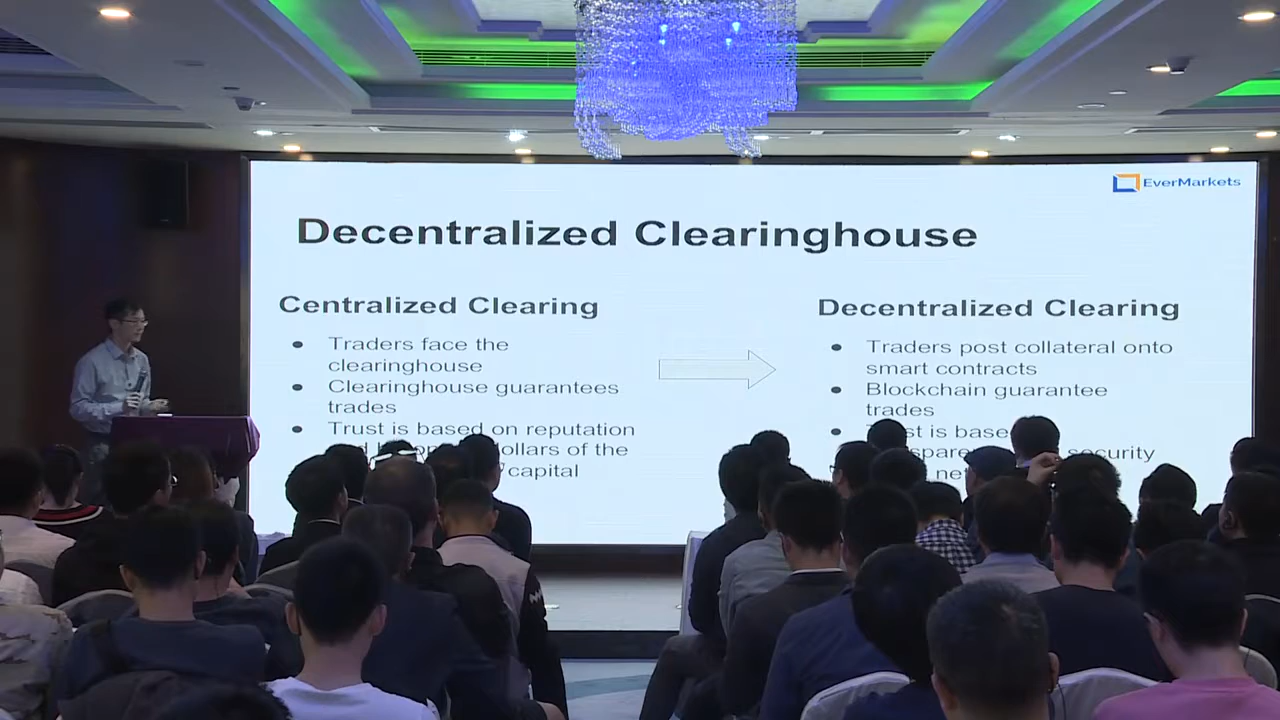 EverMarkets
Decentralized Clearinghouse
Centralized Clearing
● Traders face the
clearinghouse
● Clearinghouse guarantees
trades
● Trust is based on reputation
dollars of the
capital
Decentralized Clearing
● Traders post collateral onto
smart contracts
● Blockchain guarantee
trades
● is
security